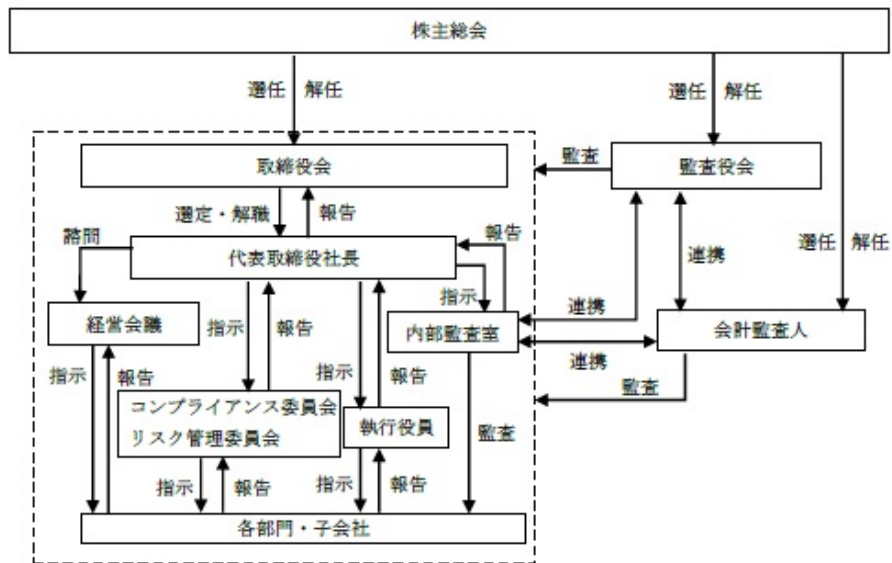 株主総会
選任 解任
選任 解任
取締役会
監査
監査役会
選定・解職
報告
諮問
報告
代表取締役社長
選任 解任
連携
指示
経営会議
指示
報告
内部監査室
連携
会計監査人
指示
報告
指示
報告
連携
監査
コンプライアンス委員会
リスク管理委員会
執行役員
監査
指示
報告
指示
報告
各部門・子会社